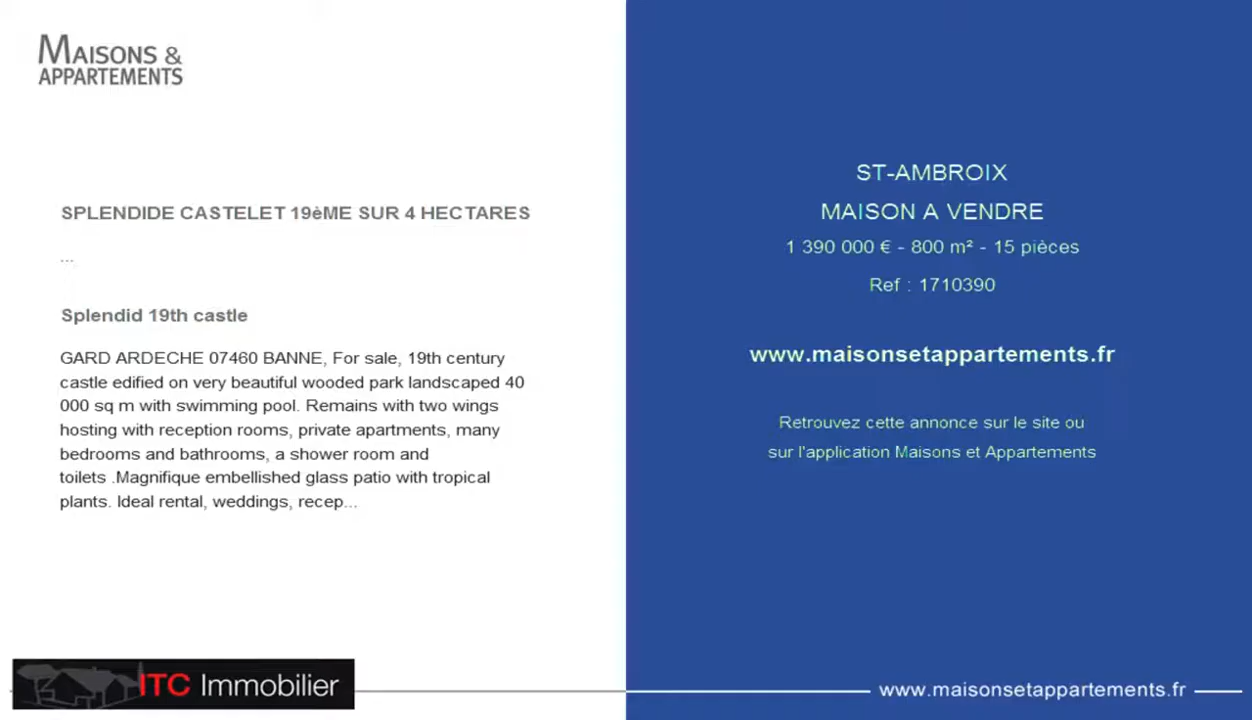 MAISONS &
APPARTEMENTS
SPLENDIDE CASTELET 19èME SUR 4 HECTARES
...
Splendid 19th castle
GARD ARDECHE 07460 BANNE, For sale, 19th century
castle edified on very beautiful wooded park landscaped 40
000 sq m with swimming pool. Remains with two wings
hosting with reception rooms, private apartments, many
bedrooms and bathrooms, a shower room and
toilets .Magnifique embellished glass patio with tropical
plants. Ideal rental, weddings, recep...
ITC Immobilier
ST-AMBROIX
MAISON A VENDRE
1 390 000 € - 800 m² - 15 pièces
Ref : 1710390
www.maisonsetappartements.fr
Retrouvez cette annonce sur le site ou
sur l'application Maisons et Appartements
www.maisonsetappartements.fr